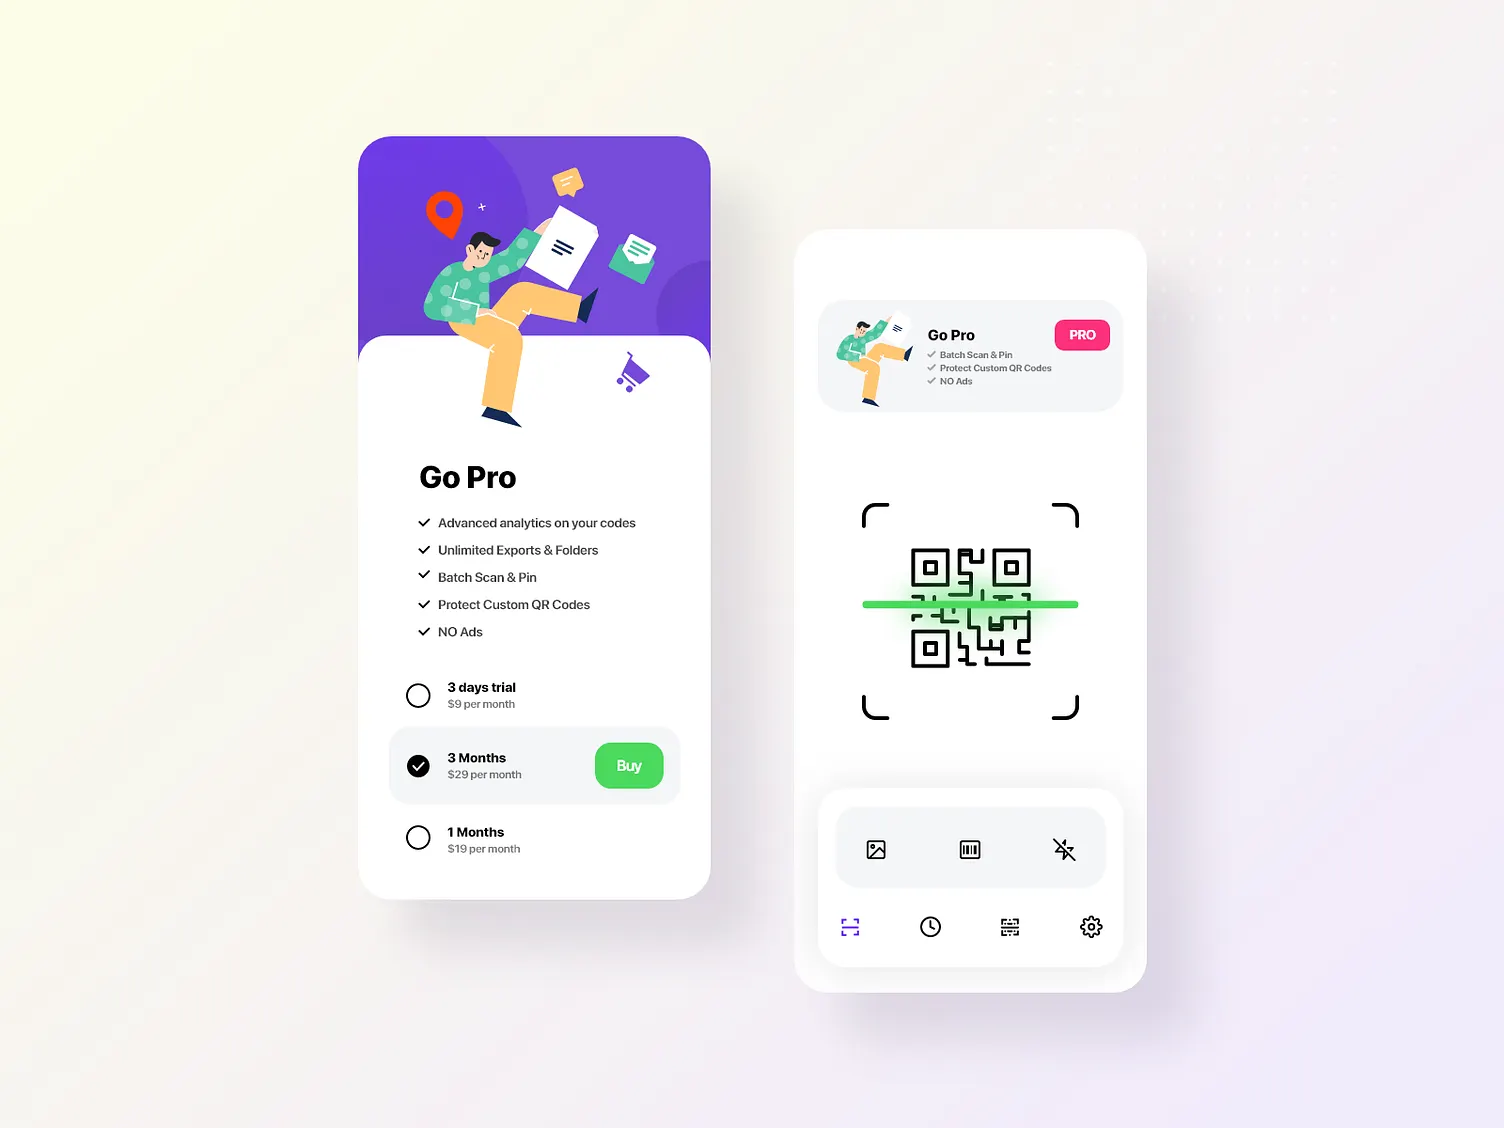 Go Pro
Advanced analytics on your codes
Unlimited Exports & Folders
Batch Scan & Pin
Protect Custom QR Codes
NO Ads
3 days trial
$9 per month
3 Months
$29 per month
Buy
1 Months
$19 per month
Go Pro
PRO
Batch Scan & Pin
Protect Custom QR Codes
NO Ads